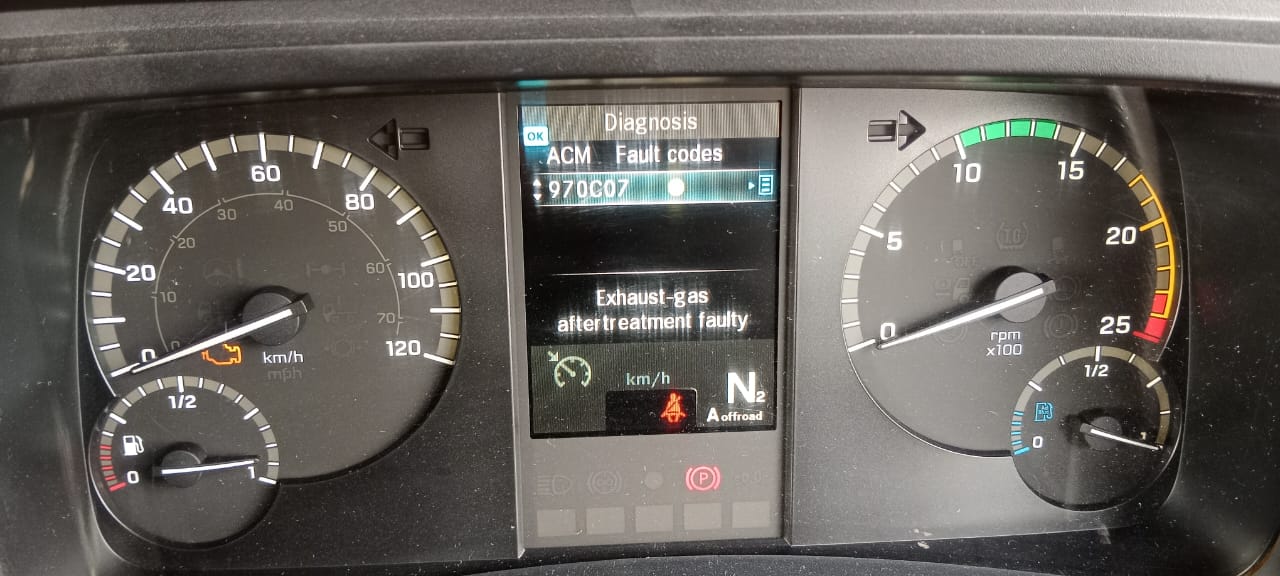 Diagnosis
OK
ACM Fault codes
970C07
Exhaust-gas
aftertreatment faulty
km/h
N2
A offroad
P
0
20
40
60
80
100
120
10
20
30
40
50
60
70
km/h
mph
0
1/2
1
0
5
10
15
20
25
rpm
x100
0
1/2
1